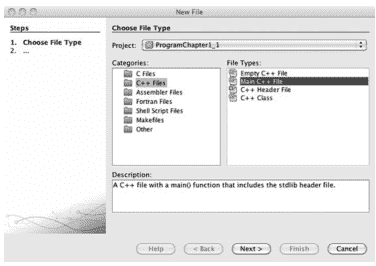 New File
Steps
1. Choose File Type
2. ...
Choose File Type
Project: ProgramChapter1_1
Categories:
C Files
C++ Files
Assembler Files
Fortran Files
Shell Script Files
Makefiles
Other
File Types:
Empty C++ File
Main C++ File
C++ Header File
C++ Class
Description:
A C++ file with a main() function that includes the stdlib header file.
Help
< Back
Next >
Finish
Cancel